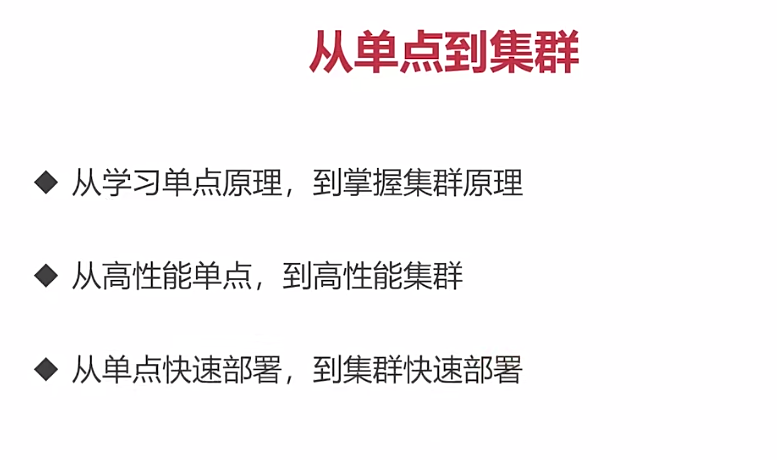 从单点到集群
◆ 从学习单点原理，到掌握集群原理
◆ 从高性能单点，到高性能集群
◆ 从单点快速部署，到集群快速部署